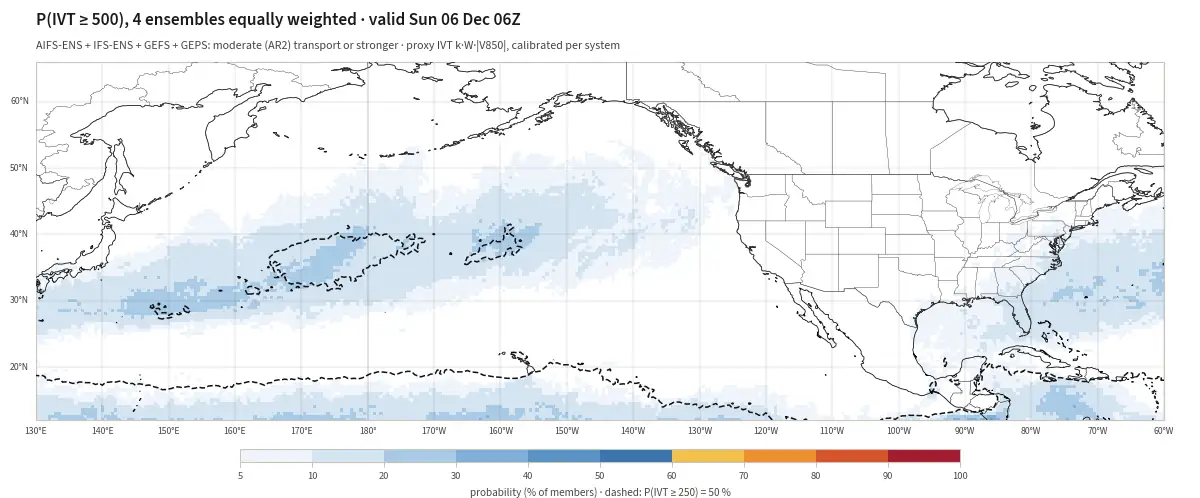 P(IVT ≥ 500), 4 ensembles equally weighted · valid Sun 06 Dec 06Z
AIFS-ENS + IFS-ENS + GEFS + GEPS: moderate (AR2) transport or stronger · proxy IVT k·W·|V850|, calibrated per system
60°N
50°N
40°N
30°N
20°N
130°E 140°E 150°E 160°E 170°E 180° 170°W 160°W 150°W 140°W 130°W 120°W 110°W 100°W 90°W 80°W 70°W 60°W
5 10 20 30 40 50 60 70 80 90 100
probability (% of members) · dashed: P(IVT ≥ 250) = 50 %